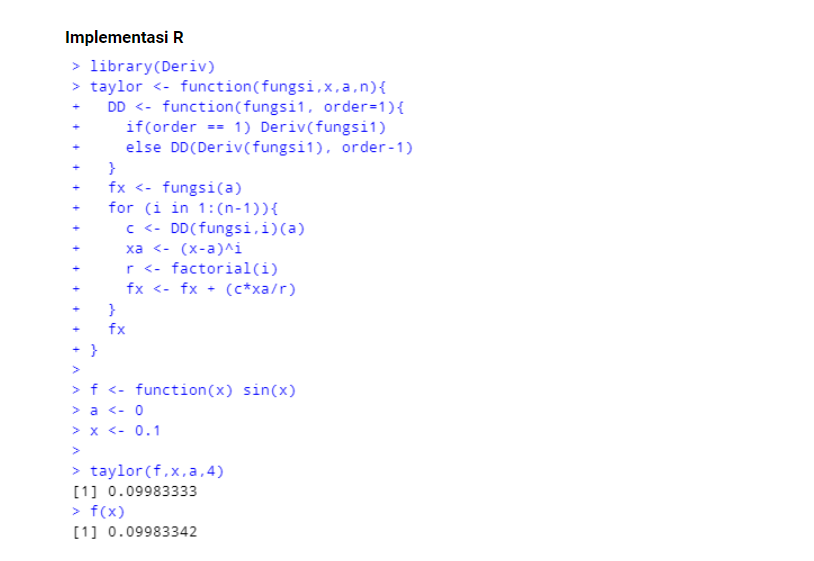 Implementasi R
> library(Deriv)
> taylor <- function(fungsi,x,a,n){
+   DD <- function(fungsi1, order=1){
+     if(order == 1) Deriv(fungsi1)
+     else DD(Deriv(fungsi1), order-1)
+   }
+   fx <- fungsi(a)
+   for (i in 1:(n-1)){
+     c <- DD(fungsi,i)(a)
+     xa <- (x-a)^i
+     r <- factorial(i)
+     fx <- fx + (c*xa/r)
+   }
+   fx
+ }
>
> f <- function(x) sin(x)
> a <- 0
> x <- 0.1
>
> taylor(f,x,a,4)
[1] 0.09983333
> f(x)
[1] 0.09983342